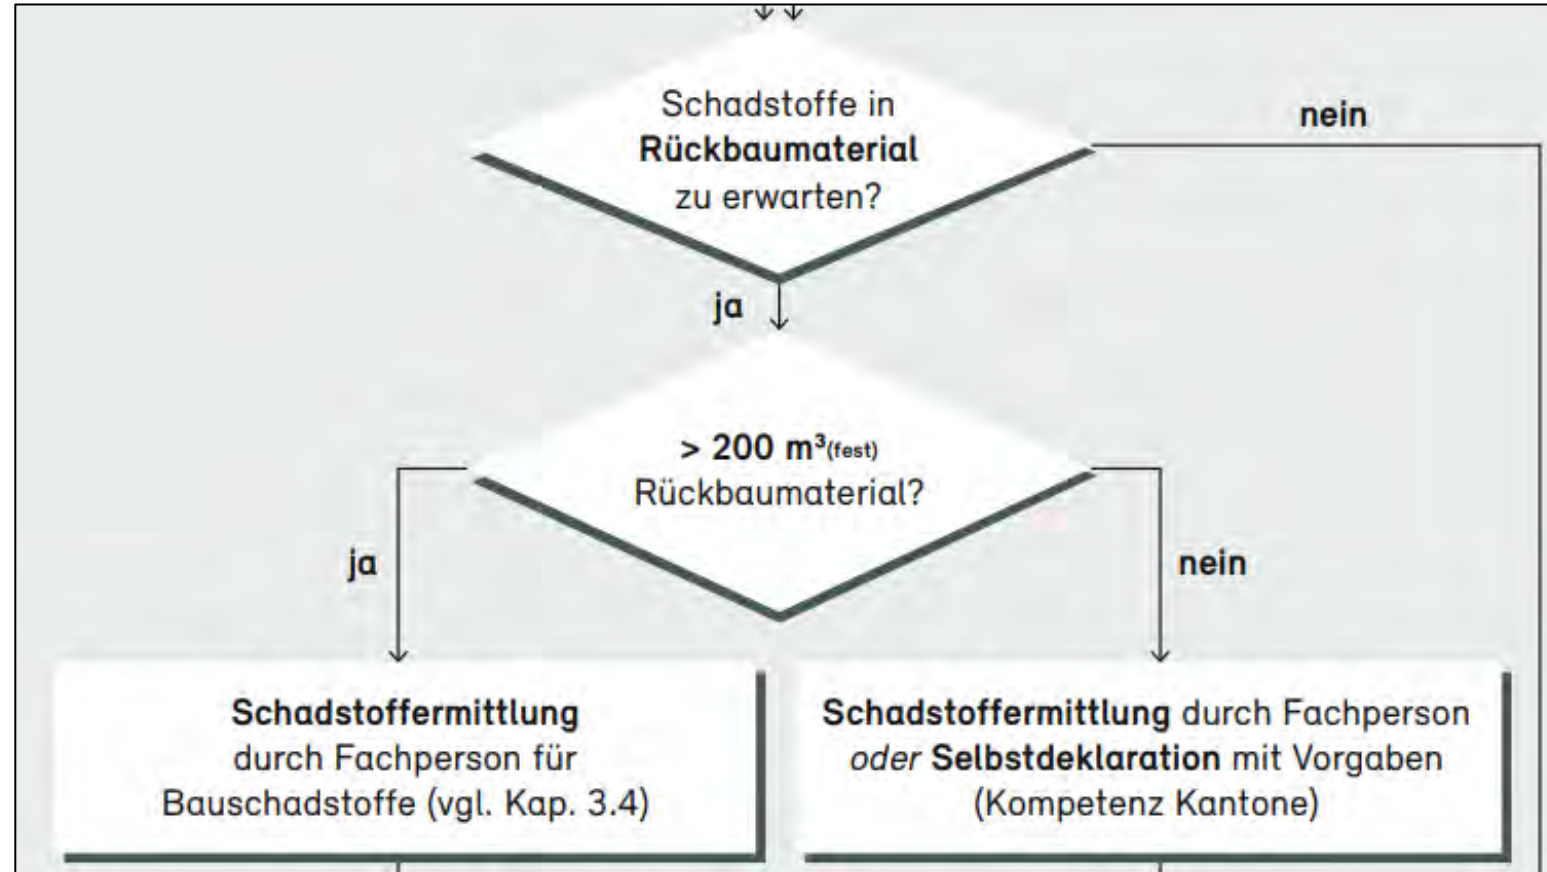 Schadstoffe in
Rückbaumaterial
zu erwarten?
nein
ja
> 200 m³(fest)
Rückbaumaterial?
ja
nein
Schadstoffermittlung
durch Fachperson für
Bauschadstoffe (vgl. Kap. 3.4)
Schadstoffermittlung durch Fachperson
oder Selbstdeklaration mit Vorgaben
(Kompetenz Kantone)